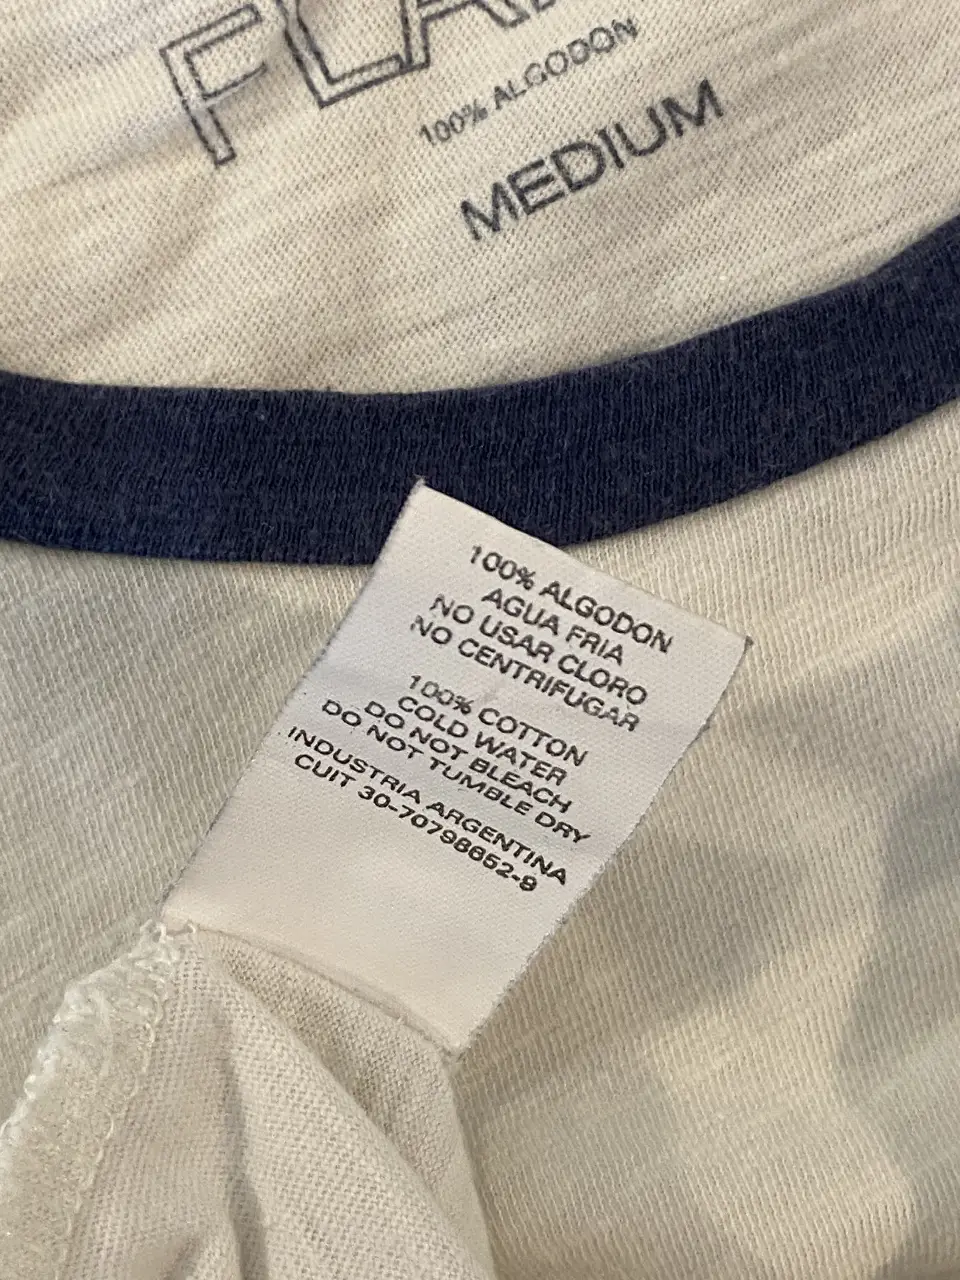 100% ALGODON
MEDIUM
100% ALGODON
AGUA FRIA
NO USAR CLORO
NO CENTRIFUGAR
100% COTTON
COLD WATER
DO NOT BLEACH
DO NOT TUMBLE DRY
INDUSTRIA ARGENTINA
CUIT 30-70798652-9